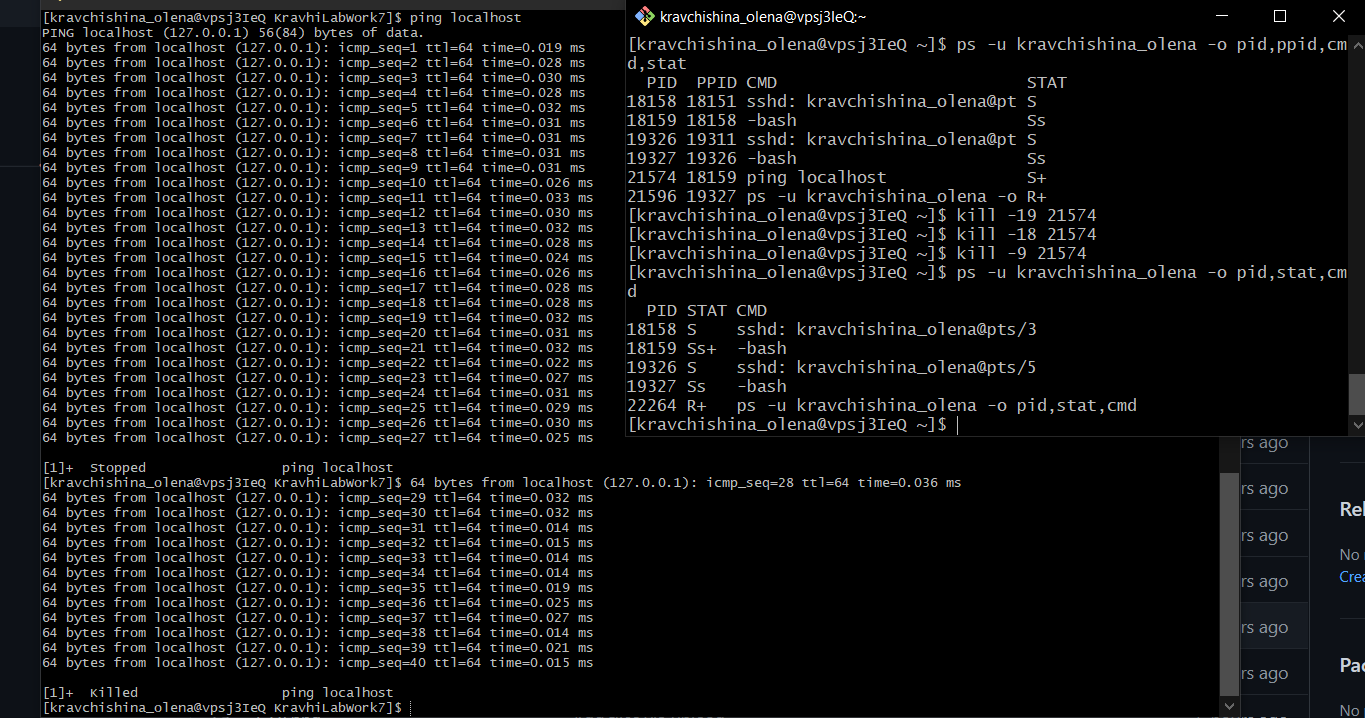 [kravchishina_olena@vpsj3IeQ KravhiLabWork7]$ ping localhost
PING localhost (127.0.0.1) 56(84) bytes of data.
64 bytes from localhost (127.0.0.1): icmp_seq=1 ttl=64 time=0.019 ms
64 bytes from localhost (127.0.0.1): icmp_seq=2 ttl=64 time=0.028 ms
64 bytes from localhost (127.0.0.1): icmp_seq=3 ttl=64 time=0.030 ms
64 bytes from localhost (127.0.0.1): icmp_seq=4 ttl=64 time=0.028 ms
64 bytes from localhost (127.0.0.1): icmp_seq=5 ttl=64 time=0.032 ms
64 bytes from localhost (127.0.0.1): icmp_seq=6 ttl=64 time=0.031 ms
64 bytes from localhost (127.0.0.1): icmp_seq=7 ttl=64 time=0.031 ms
64 bytes from localhost (127.0.0.1): icmp_seq=8 ttl=64 time=0.031 ms
64 bytes from localhost (127.0.0.1): icmp_seq=9 ttl=64 time=0.031 ms
64 bytes from localhost (127.0.0.1): icmp_seq=10 ttl=64 time=0.026 ms
64 bytes from localhost (127.0.0.1): icmp_seq=11 ttl=64 time=0.033 ms
64 bytes from localhost (127.0.0.1): icmp_seq=12 ttl=64 time=0.030 ms
64 bytes from localhost (127.0.0.1): icmp_seq=13 ttl=64 time=0.032 ms
64 bytes from localhost (127.0.0.1): icmp_seq=14 ttl=64 time=0.028 ms
64 bytes from localhost (127.0.0.1): icmp_seq=15 ttl=64 time=0.024 ms
64 bytes from localhost (127.0.0.1): icmp_seq=16 ttl=64 time=0.026 ms
64 bytes from localhost (127.0.0.1): icmp_seq=17 ttl=64 time=0.028 ms
64 bytes from localhost (127.0.0.1): icmp_seq=18 ttl=64 time=0.028 ms
64 bytes from localhost (127.0.0.1): icmp_seq=19 ttl=64 time=0.032 ms
64 bytes from localhost (127.0.0.1): icmp_seq=20 ttl=64 time=0.031 ms
64 bytes from localhost (127.0.0.1): icmp_seq=21 ttl=64 time=0.032 ms
64 bytes from localhost (127.0.0.1): icmp_seq=22 ttl=64 time=0.022 ms
64 bytes from localhost (127.0.0.1): icmp_seq=23 ttl=64 time=0.027 ms
64 bytes from localhost (127.0.0.1): icmp_seq=24 ttl=64 time=0.031 ms
64 bytes from localhost (127.0.0.1): icmp_seq=25 ttl=64 time=0.029 ms
64 bytes from localhost (127.0.0.1): icmp_seq=26 ttl=64 time=0.030 ms
64 bytes from localhost (127.0.0.1): icmp_seq=27 ttl=64 time=0.025 ms
[1]+  Stopped                 ping localhost
[kravchishina_olena@vpsj3IeQ KravhiLabWork7]$ 64 bytes from localhost (127.0.0.1): icmp_seq=28 ttl=64 time=0.036 ms
64 bytes from localhost (127.0.0.1): icmp_seq=29 ttl=64 time=0.032 ms
64 bytes from localhost (127.0.0.1): icmp_seq=30 ttl=64 time=0.032 ms
64 bytes from localhost (127.0.0.1): icmp_seq=31 ttl=64 time=0.014 ms
64 bytes from localhost (127.0.0.1): icmp_seq=32 ttl=64 time=0.015 ms
64 bytes from localhost (127.0.0.1): icmp_seq=33 ttl=64 time=0.014 ms
64 bytes from localhost (127.0.0.1): icmp_seq=34 ttl=64 time=0.014 ms
64 bytes from localhost (127.0.0.1): icmp_seq=35 ttl=64 time=0.019 ms
64 bytes from localhost (127.0.0.1): icmp_seq=36 ttl=64 time=0.025 ms
64 bytes from localhost (127.0.0.1): icmp_seq=37 ttl=64 time=0.027 ms
64 bytes from localhost (127.0.0.1): icmp_seq=38 ttl=64 time=0.014 ms
64 bytes from localhost (127.0.0.1): icmp_seq=39 ttl=64 time=0.021 ms
64 bytes from localhost (127.0.0.1): icmp_seq=40 ttl=64 time=0.015 ms
[1]+  Killed                  ping localhost
[kravchishina_olena@vpsj3IeQ KravhiLabWork7]$
kravchishina_olena@vpsj3IeQ:~
[kravchishina_olena@vpsj3IeQ ~]$ ps -u kravchishina_olena -o pid,ppid,cm
d,stat
  PID  PPID CMD                         STAT
18158 18151 sshd: kravchishina_olena@pt S
18159 18158 -bash                       Ss
19326 19311 sshd: kravchishina_olena@pt S
19327 19326 -bash                       Ss
21574 18159 ping localhost              S+
21596 19327 ps -u kravchishina_olena -o R+
[kravchishina_olena@vpsj3IeQ ~]$ kill -19 21574
[kravchishina_olena@vpsj3IeQ ~]$ kill -18 21574
[kravchishina_olena@vpsj3IeQ ~]$ kill -9 21574
[kravchishina_olena@vpsj3IeQ ~]$ ps -u kravchishina_olena -o pid,stat,cm
d
  PID STAT CMD
18158 S    sshd: kravchishina_olena@pts/3
18159 Ss+  -bash
19326 S    sshd: kravchishina_olena@pts/5
19327 Ss   -bash
22264 R+   ps -u kravchishina_olena -o pid,stat,cmd
[kravchishina_olena@vpsj3IeQ ~]$
rs ago
rs ago
rs ago
rs ago
rs ago
rs ago
Rel
No
Crea
Pac
No